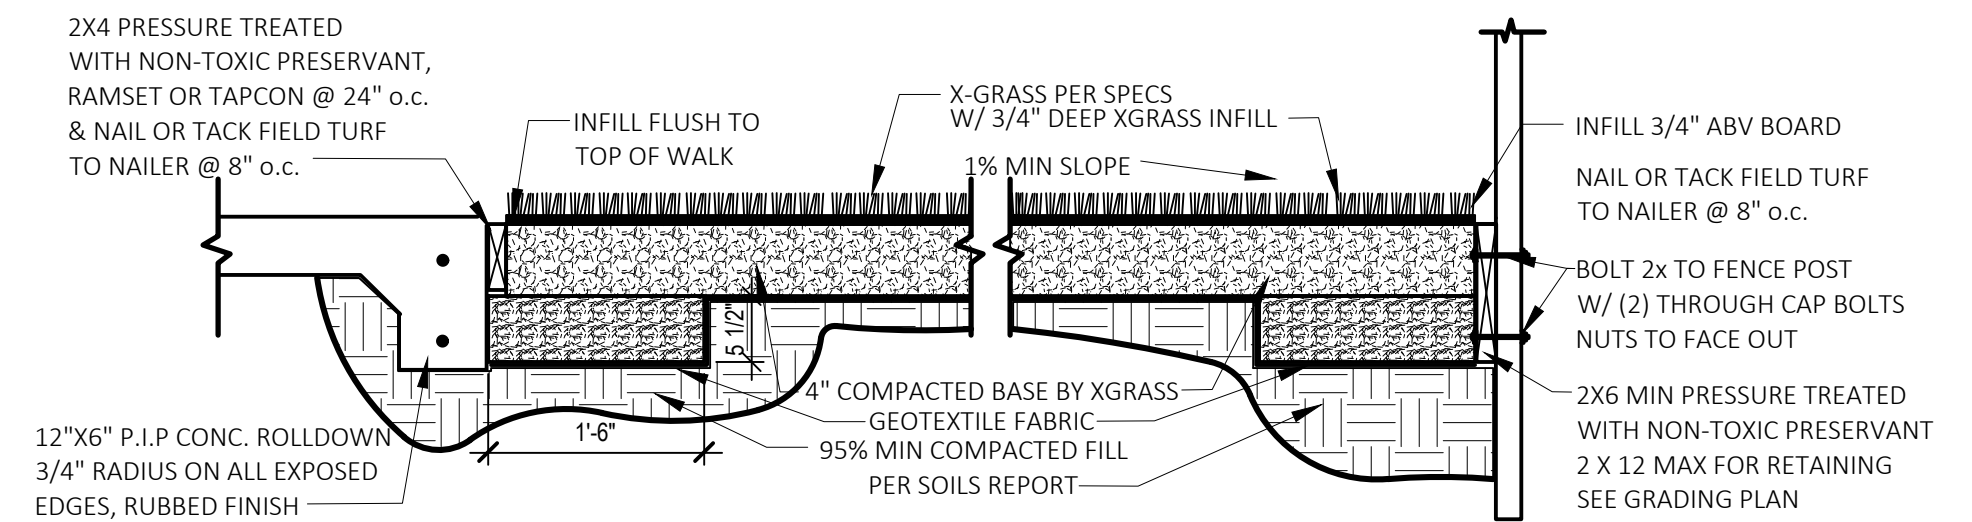 2X4 PRESSURE TREATED
WITH NON-TOXIC PRESERVANT,
RAMSET OR TAPCON @ 24" o.c.
& NAIL OR TACK FIELD TURF
TO NAILER @ 8" o.c.
INFILL FLUSH TO
TOP OF WALK
X-GRASS PER SPECS
W/ 3/4" DEEP XGRASS INFILL
1% MIN SLOPE
INFILL 3/4" ABV BOARD
NAIL OR TACK FIELD TURF
TO NAILER @ 8" o.c.
BOLT 2x TO FENCE POST
W/ (2) THROUGH CAP BOLTS
NUTS TO FACE OUT
2X6 MIN PRESSURE TREATED
WITH NON-TOXIC PRESERVANT
2 X 12 MAX FOR RETAINING
SEE GRADING PLAN
5 1/2"
4" COMPACTED BASE BY XGRASS
GEOTEXTILE FABRIC
95% MIN COMPACTED FILL
PER SOILS REPORT
1'-6"
12"X6" P.I.P CONC. ROLLDOWN
3/4" RADIUS ON ALL EXPOSED
EDGES, RUBBED FINISH